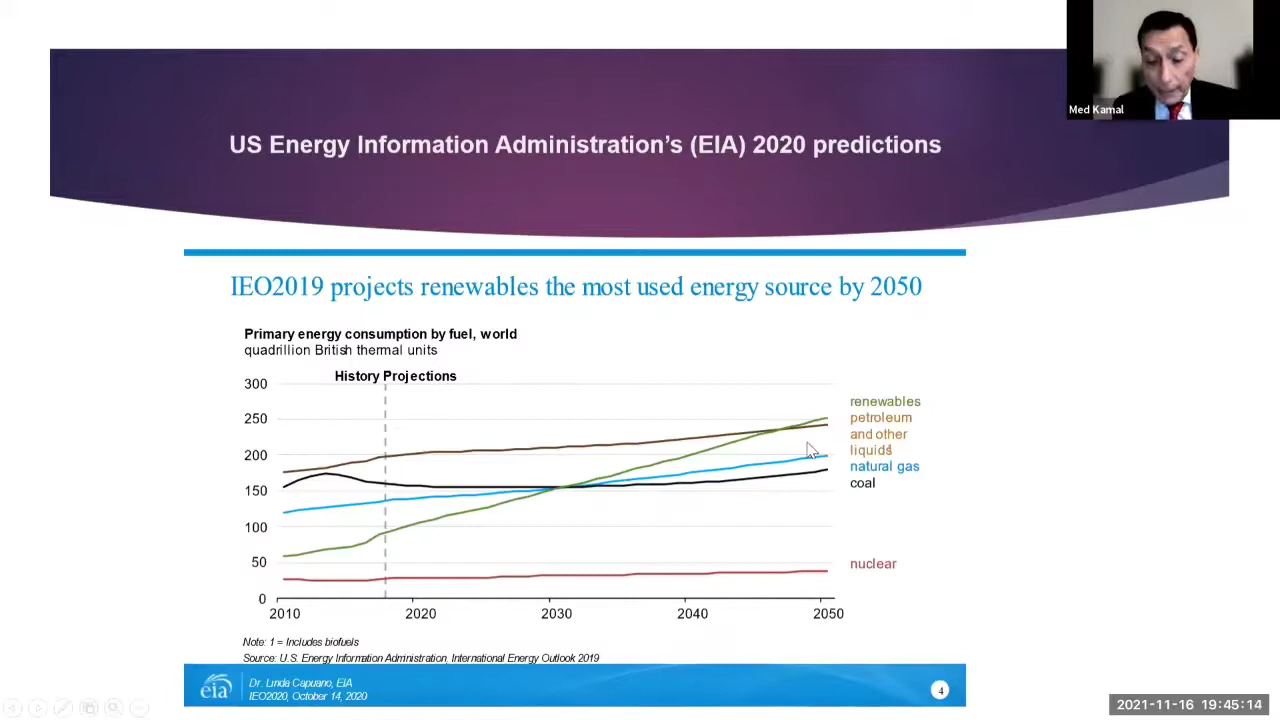 Med Kamal
US Energy Information Administration's (EIA) 2020 predictions
IEO2019 projects renewables the most used energy source by 2050
Primary energy consumption by fuel, world
quadrillion British thermal units
History Projections
300
250
200
150
100
50
0
2010 2020 2030 2040 2050
renewables
petroleum
and other
liquids¹
natural gas
coal
nuclear
Note: 1 = Includes biofuels
Source: U.S. Energy Information Administration, International Energy Outlook 2019
eia
Dr. Linda Capuano, EIA
IEO2020, October 14, 2020
4
2021-11-16 19:45:14